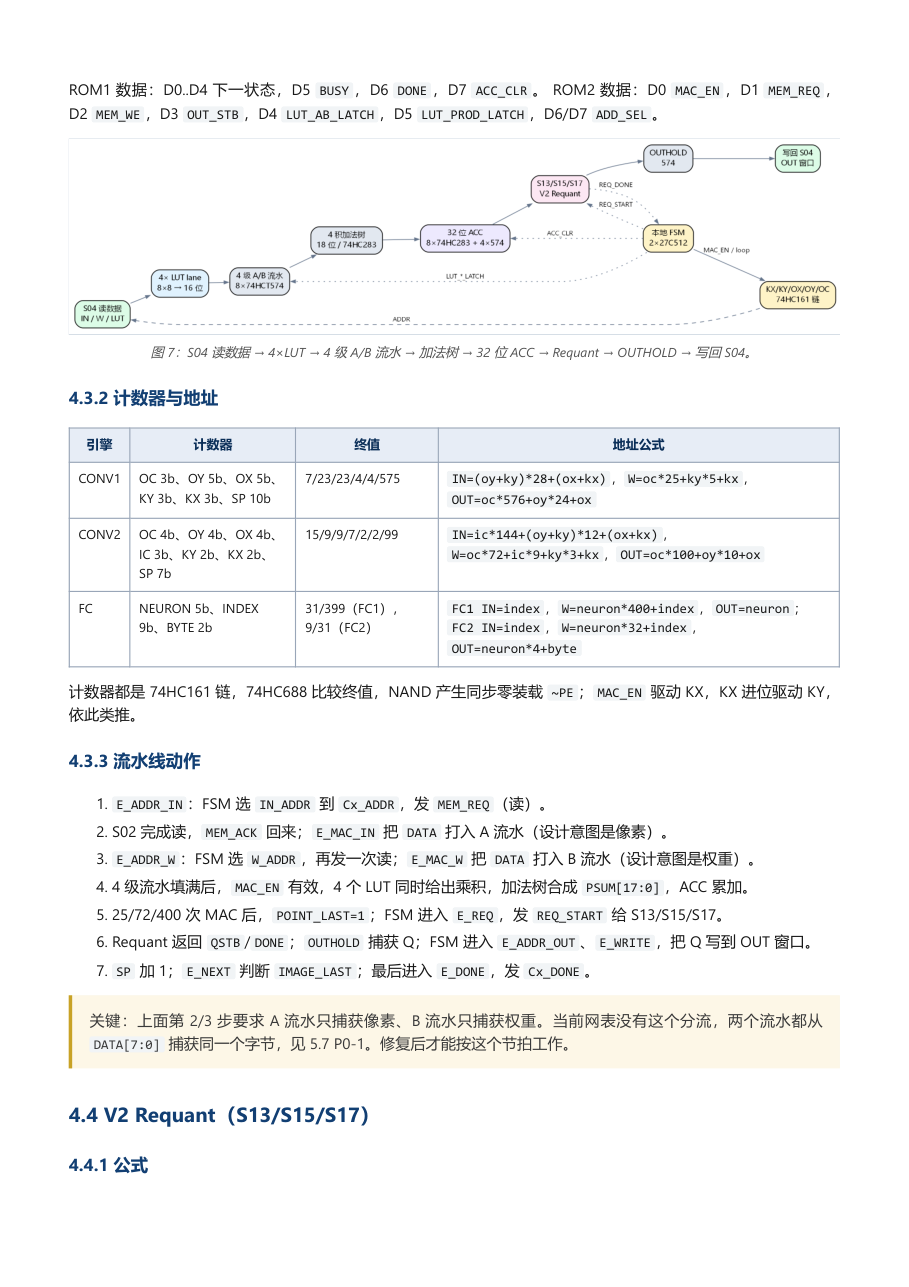 ROM1 数据：D0..D4 下一状态，D5 BUSY，D6 DONE，D7 ACC_CLR。 ROM2 数据：D0 MAC_EN，D1 MEM_REQ，
D2 MEM_WE，D3 OUT_STB，D4 LUT_AB_LATCH，D5 LUT_PROD_LATCH，D6/D7 ADD_SEL。
OUTHOLD
574
写回 S04
OUT 窗口
S13/S15/S17
V2 Requant
REQ_DONE
REQ_START
4 积加法树
18 位 / 74HC283
32 位 ACC
8×74HC283 + 4×574
ACC_CLR
本地 FSM
2×27C512
MAC_EN / loop
4× LUT lane
8×8 → 16 位
4 级 A/B 流水
8×74HCT574
LUT_*_LATCH
KX/KY/OX/OY/OC
74HC161 链
S04 读数据
IN / W / LUT
ADDR
图 7：S04 读数据 → 4×LUT → 4 级 A/B 流水 → 加法树 → 32 位 ACC → Requant → OUTHOLD → 写回 S04。
4.3.2 计数器与地址
引擎 计数器 终值 地址公式
CONV1 OC 3b、OY 5b、OX 5b、 7/23/23/4/4/575 IN=(oy+ky)*28+(ox+kx)，W=oc*25+ky*5+kx，
KY 3b、KX 3b、SP 10b OUT=oc*576+oy*24+ox
CONV2 OC 4b、OY 4b、OX 4b、 15/9/9/7/2/2/99 IN=ic*144+(oy+ky)*12+(ox+kx)，
IC 3b、KY 2b、KX 2b、 W=oc*72+ic*9+ky*3+kx，OUT=oc*100+oy*10+ox
SP 7b
FC NEURON 5b、INDEX 31/399（FC1）， FC1 IN=index，W=neuron*400+index，OUT=neuron；
9b、BYTE 2b 9/31（FC2） FC2 IN=index，W=neuron*32+index，
OUT=neuron*4+byte
计数器都是 74HC161 链，74HC688 比较终值，NAND 产生同步零装载 ~PE；MAC_EN 驱动 KX，KX 进位驱动 KY，
依此类推。
4.3.3 流水线动作
1. E_ADDR_IN：FSM 选 IN_ADDR 到 Cx_ADDR，发 MEM_REQ（读）。
2. S02 完成读，MEM_ACK 回来；E_MAC_IN 把 DATA 打入 A 流水（设计意图是像素）。
3. E_ADDR_W：FSM 选 W_ADDR，再发一次读；E_MAC_W 把 DATA 打入 B 流水（设计意图是权重）。
4. 4 级流水填满后，MAC_EN 有效，4 个 LUT 同时给出乘积，加法树合成 PSUM[17:0]，ACC 累加。
5. 25/72/400 次 MAC 后，POINT_LAST=1；FSM 进入 E_REQ，发 REQ_START 给 S13/S15/S17。
6. Requant 返回 QSTB / DONE；OUTHOLD 捕获 Q；FSM 进入 E_ADDR_OUT、E_WRITE，把 Q 写到 OUT 窗口。
7. SP 加 1；E_NEXT 判断 IMAGE_LAST；最后进入 E_DONE，发 Cx_DONE。
关键：上面第 2/3 步要求 A 流水只捕获像素、B 流水只捕获权重。当前网表没有这个分流，两个流水都从
DATA[7:0] 捕获同一个字节，见 5.7 P0-1。修复后才能按这个节拍工作。
4.4 V2 Requant（S13/S15/S17）
4.4.1 公式